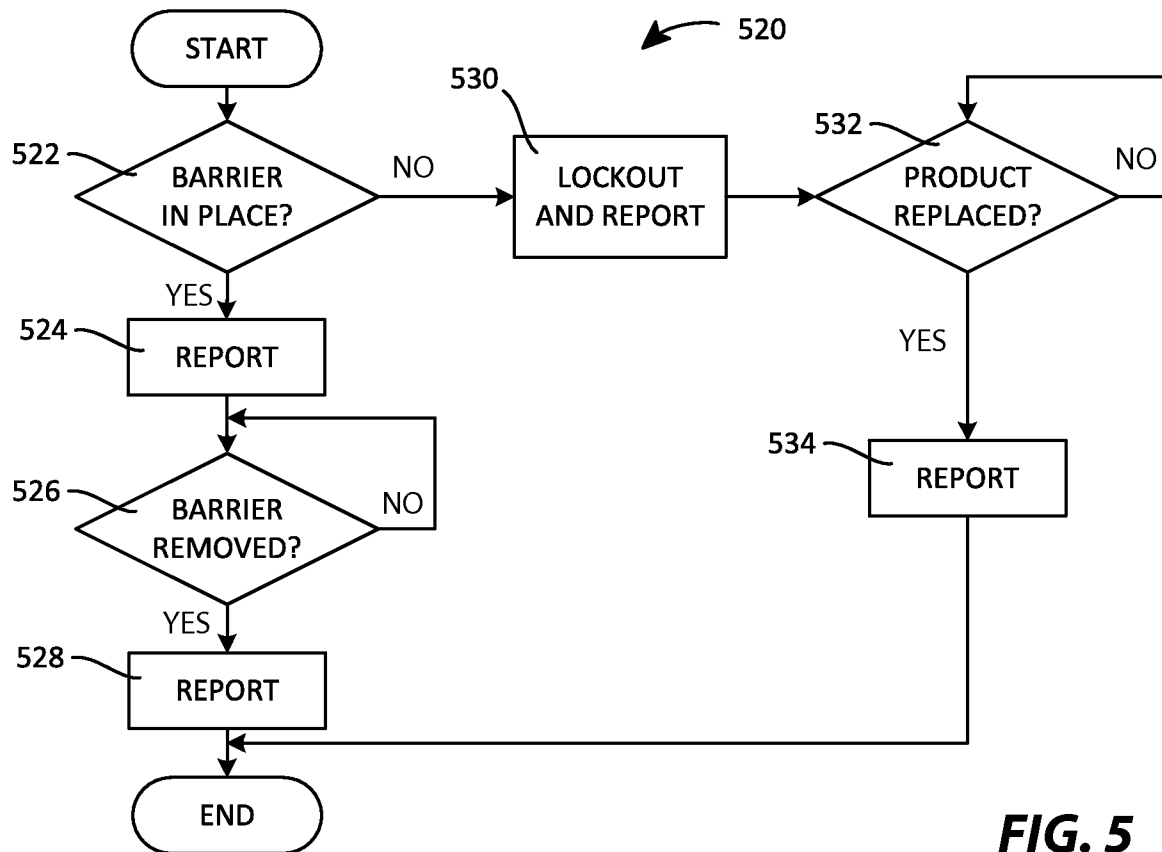 START
520
530
522
532
BARRIER
IN PLACE?
NO
LOCKOUT
AND REPORT
PRODUCT
REPLACED?
NO
YES
524
REPORT
YES
534
REPORT
526
BARRIER
REMOVED?
NO
YES
528
REPORT
END
FIG. 5